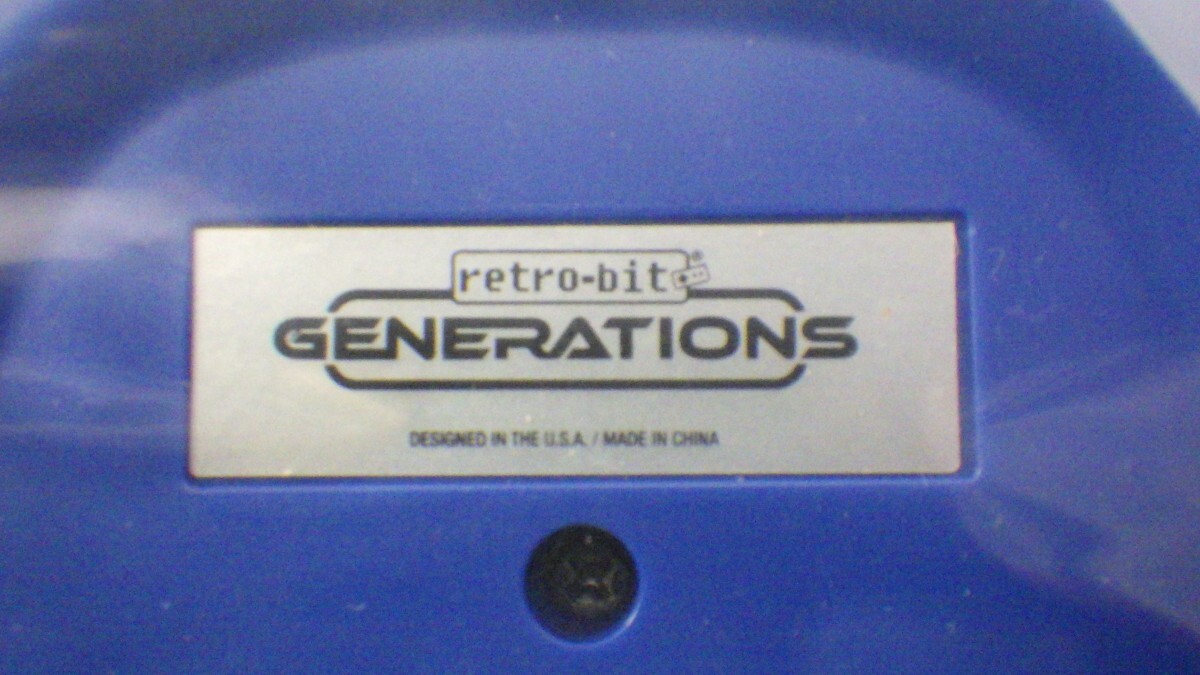 retro-bit®
GENERATIONS
DESIGNED IN THE U.S.A. / MADE IN CHINA